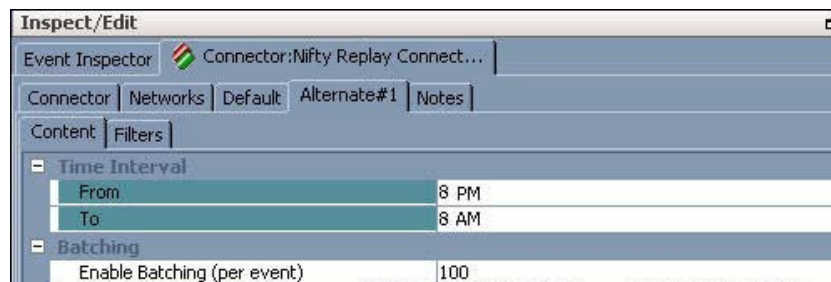 Inspect/Edit
Event Inspector Connector:Nifty Replay Connect...
Connector Networks Default Alternate#1 Notes
Content Filters
Time Interval
From 8 PM
To 8 AM
Batching
Enable Batching (per event) 100